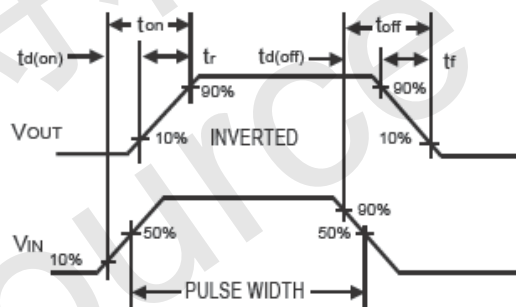 ton
toff
td(on)
tr
td(off)
tf
90%
90%
VOUT
10%
INVERTED
10%
90%
VIN
50%
50%
10%
PULSE WIDTH
ource